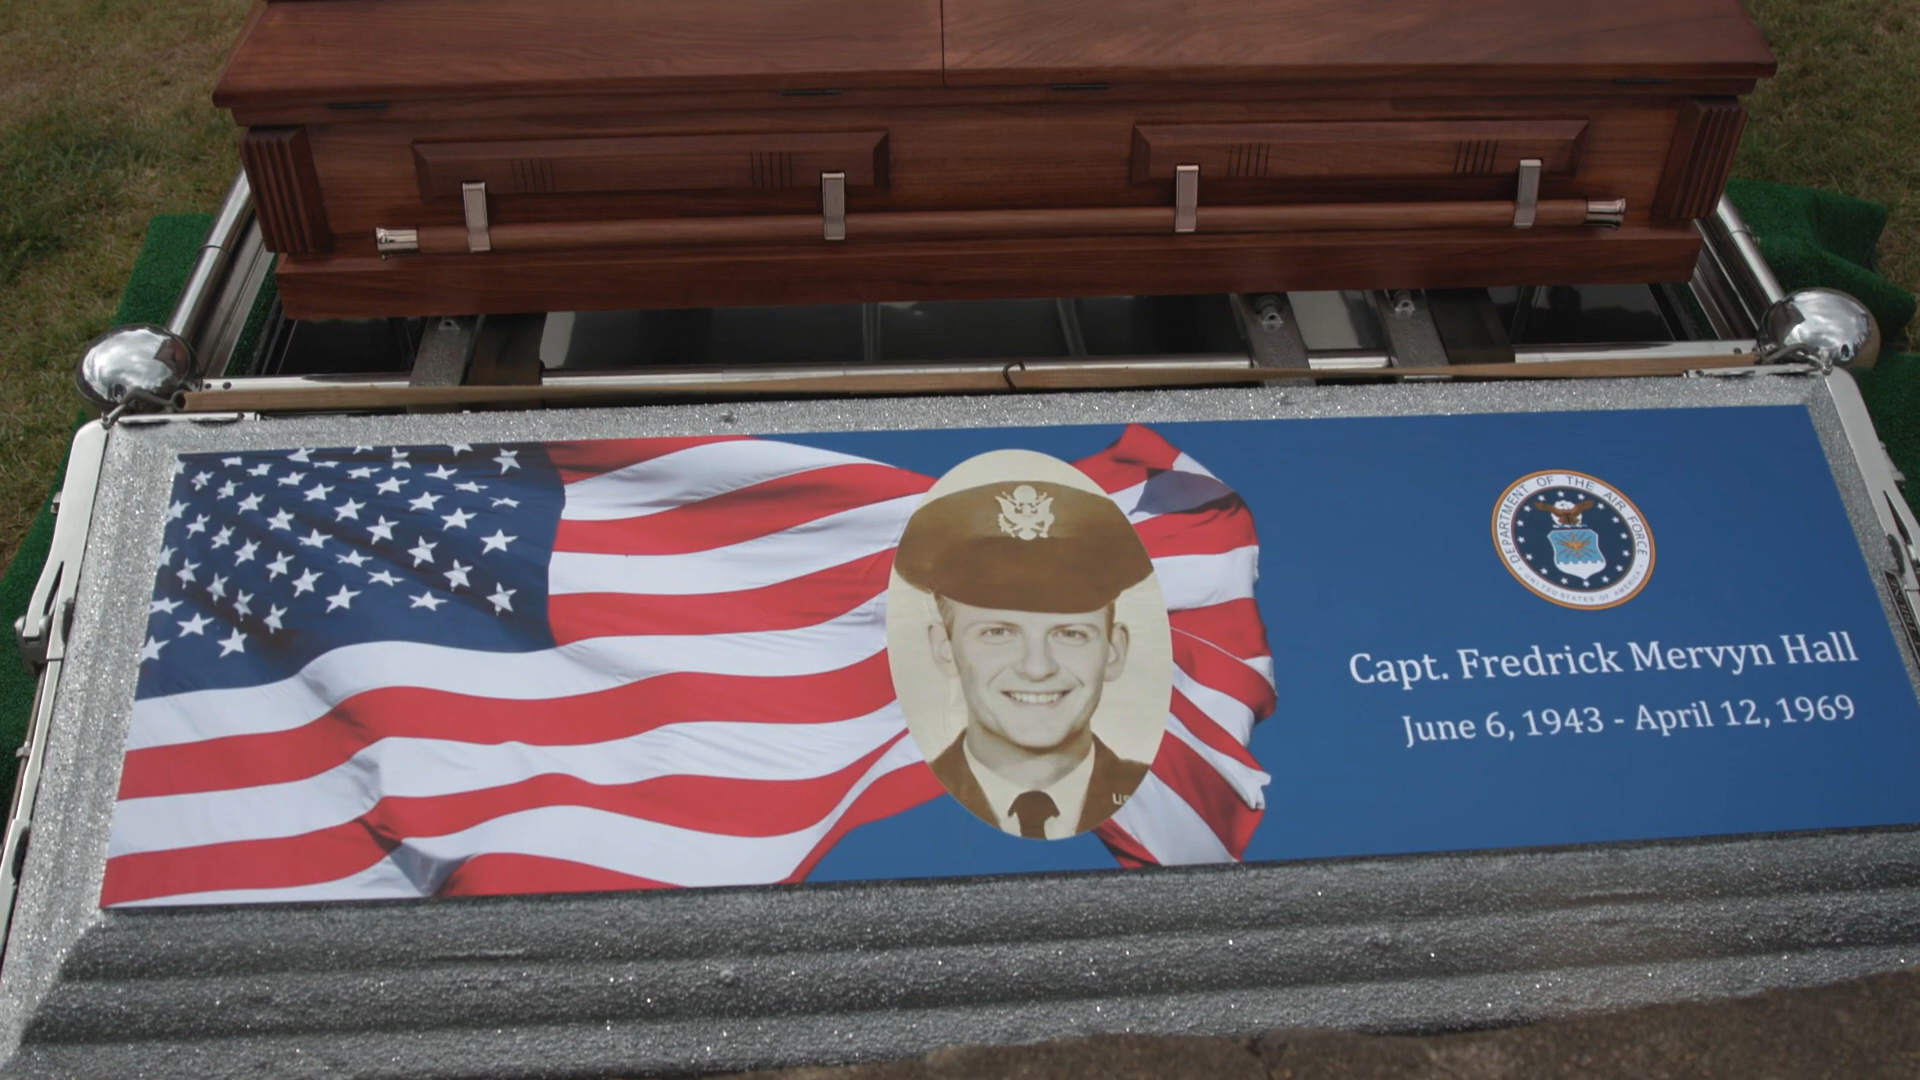 DEPARTMENT OF THE AIR FORCE
UNITED STATES OF AMERICA
Capt. Fredrick Mervyn Hall
June 6, 1943 - April 12, 1969
US